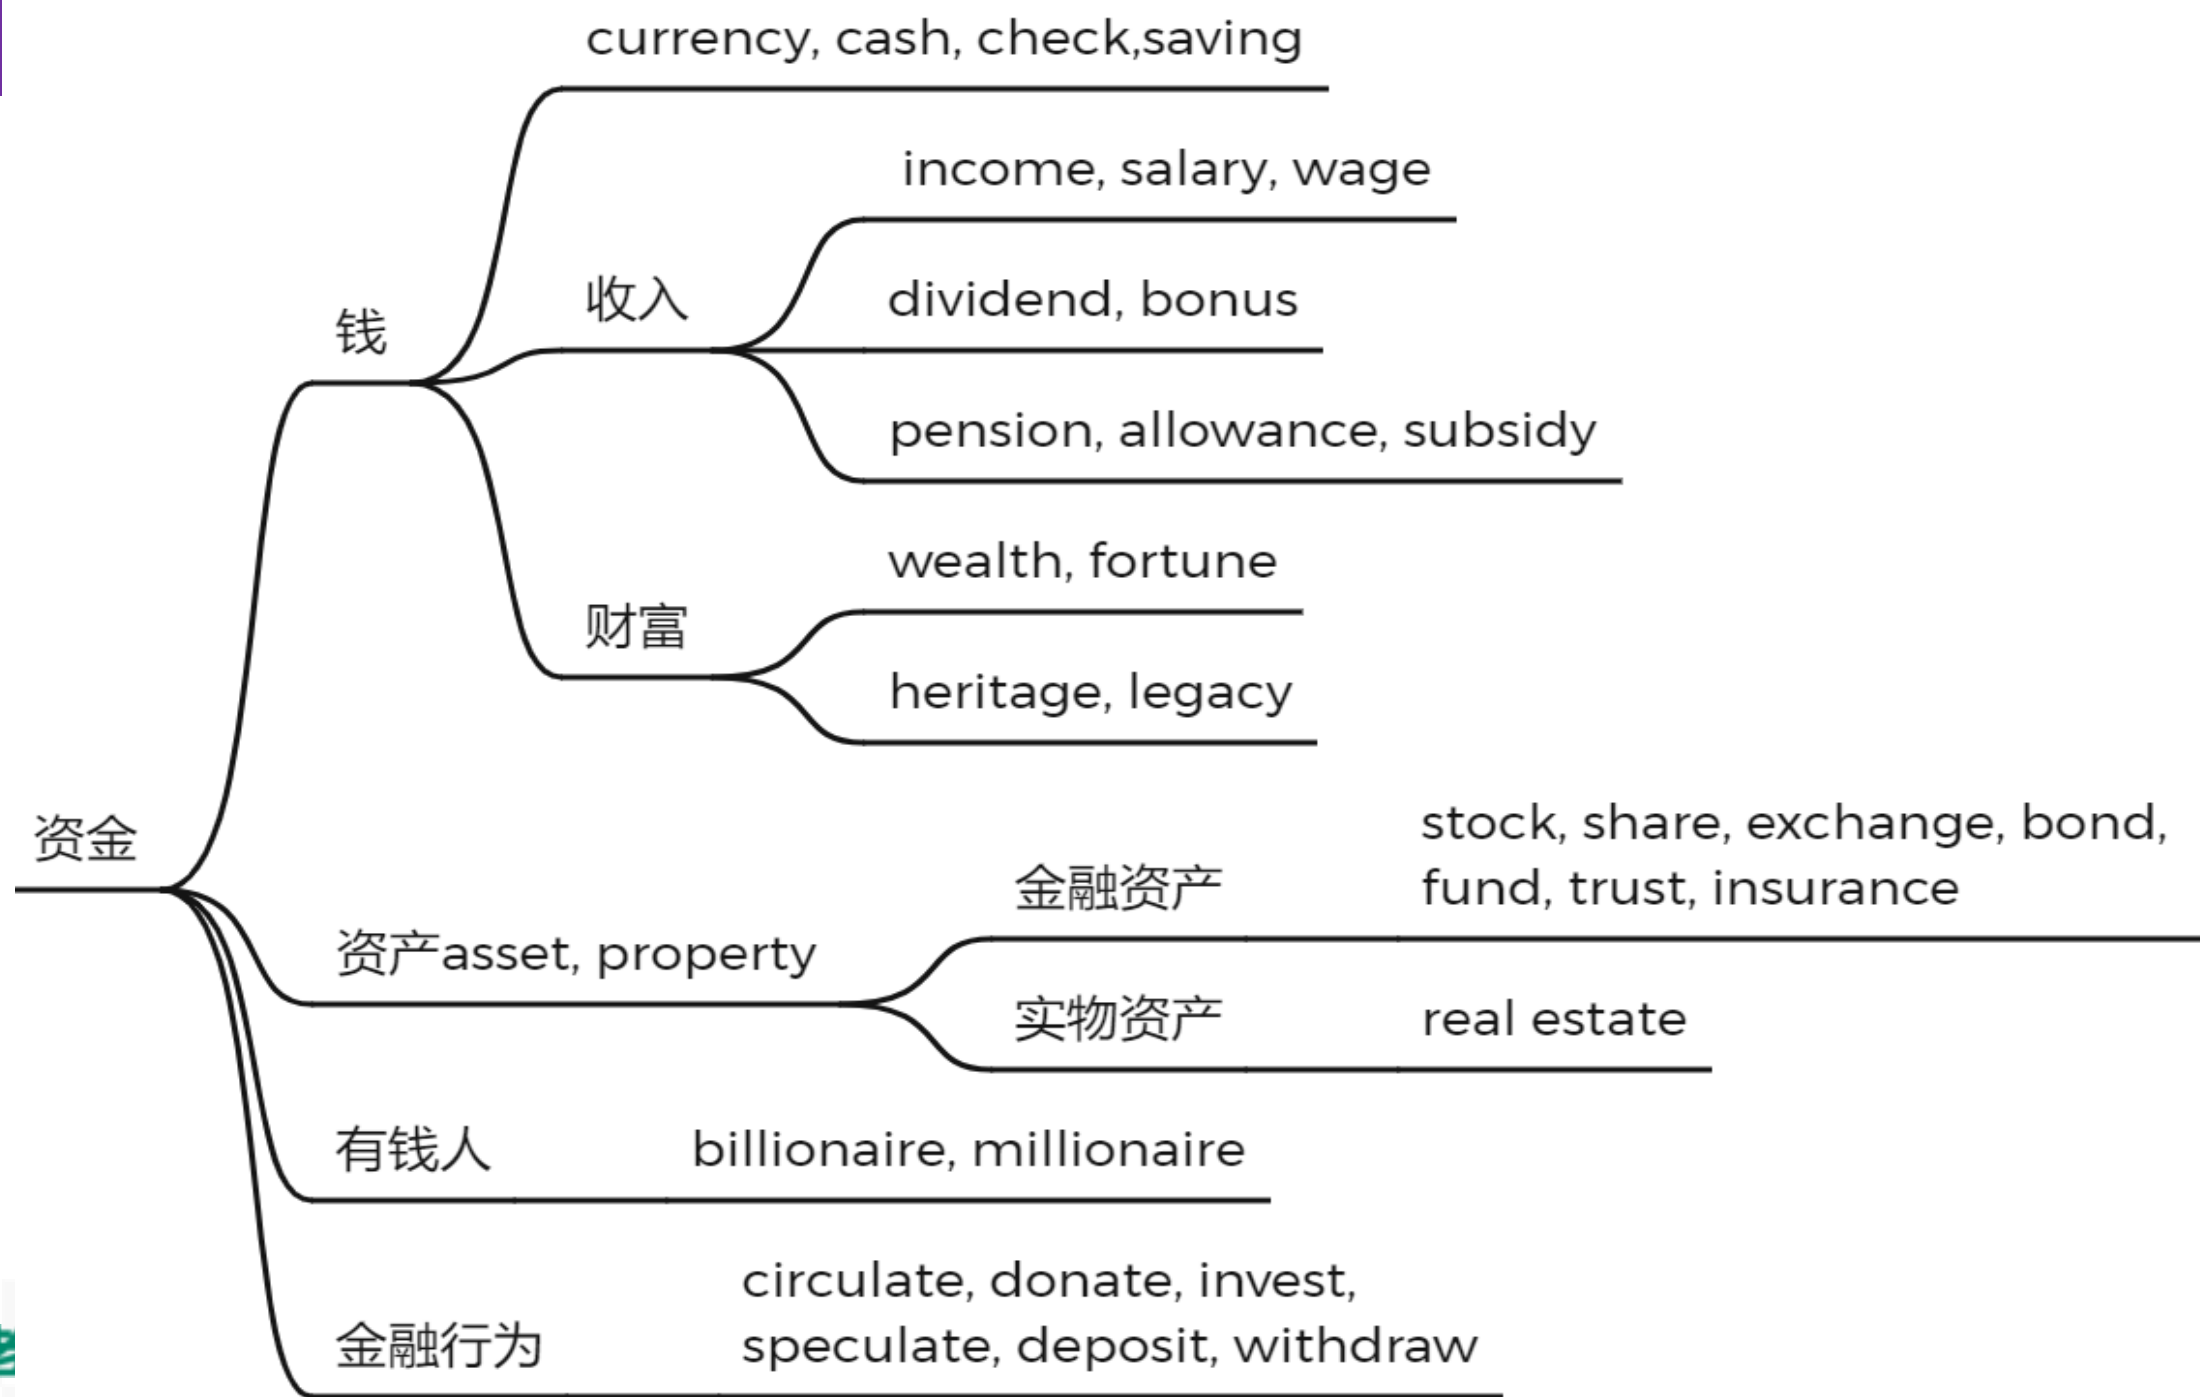 currency, cash, check,saving
income, salary, wage
收入
dividend, bonus
钱
pension, allowance, subsidy
wealth, fortune
财富
heritage, legacy
资金
stock, share, exchange, bond,
金融资产
fund, trust, insurance
资产asset, property
实物资产
real estate
有钱人
billionaire, millionaire
circulate, donate, invest,
金融行为
speculate, deposit, withdraw